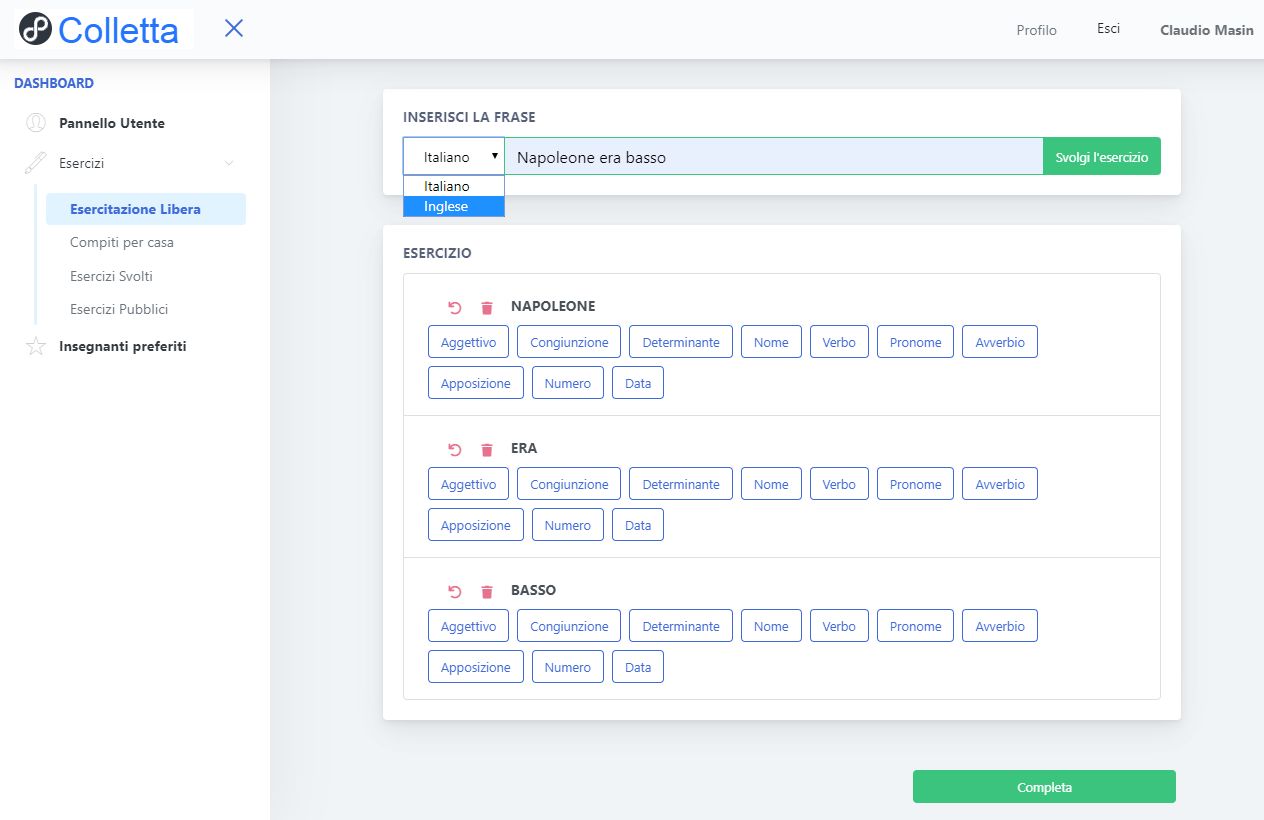 Colletta
Profilo Esci Claudio Masin
DASHBOARD
Pannello Utente
Esercizi
Esercitazione Libera
Compiti per casa
Esercizi Svolti
Esercizi Pubblici
Insegnanti preferiti
INSERISCI LA FRASE
Italiano Napoleone era basso Svolgi l'esercizio
Italiano
Inglese
ESERCIZIO
NAPOLEONE
Aggettivo Congiunzione Determinante Nome Verbo Pronome Avverbio
Apposizione Numero Data
ERA
Aggettivo Congiunzione Determinante Nome Verbo Pronome Avverbio
Apposizione Numero Data
BASSO
Aggettivo Congiunzione Determinante Nome Verbo Pronome Avverbio
Apposizione Numero Data
Completa